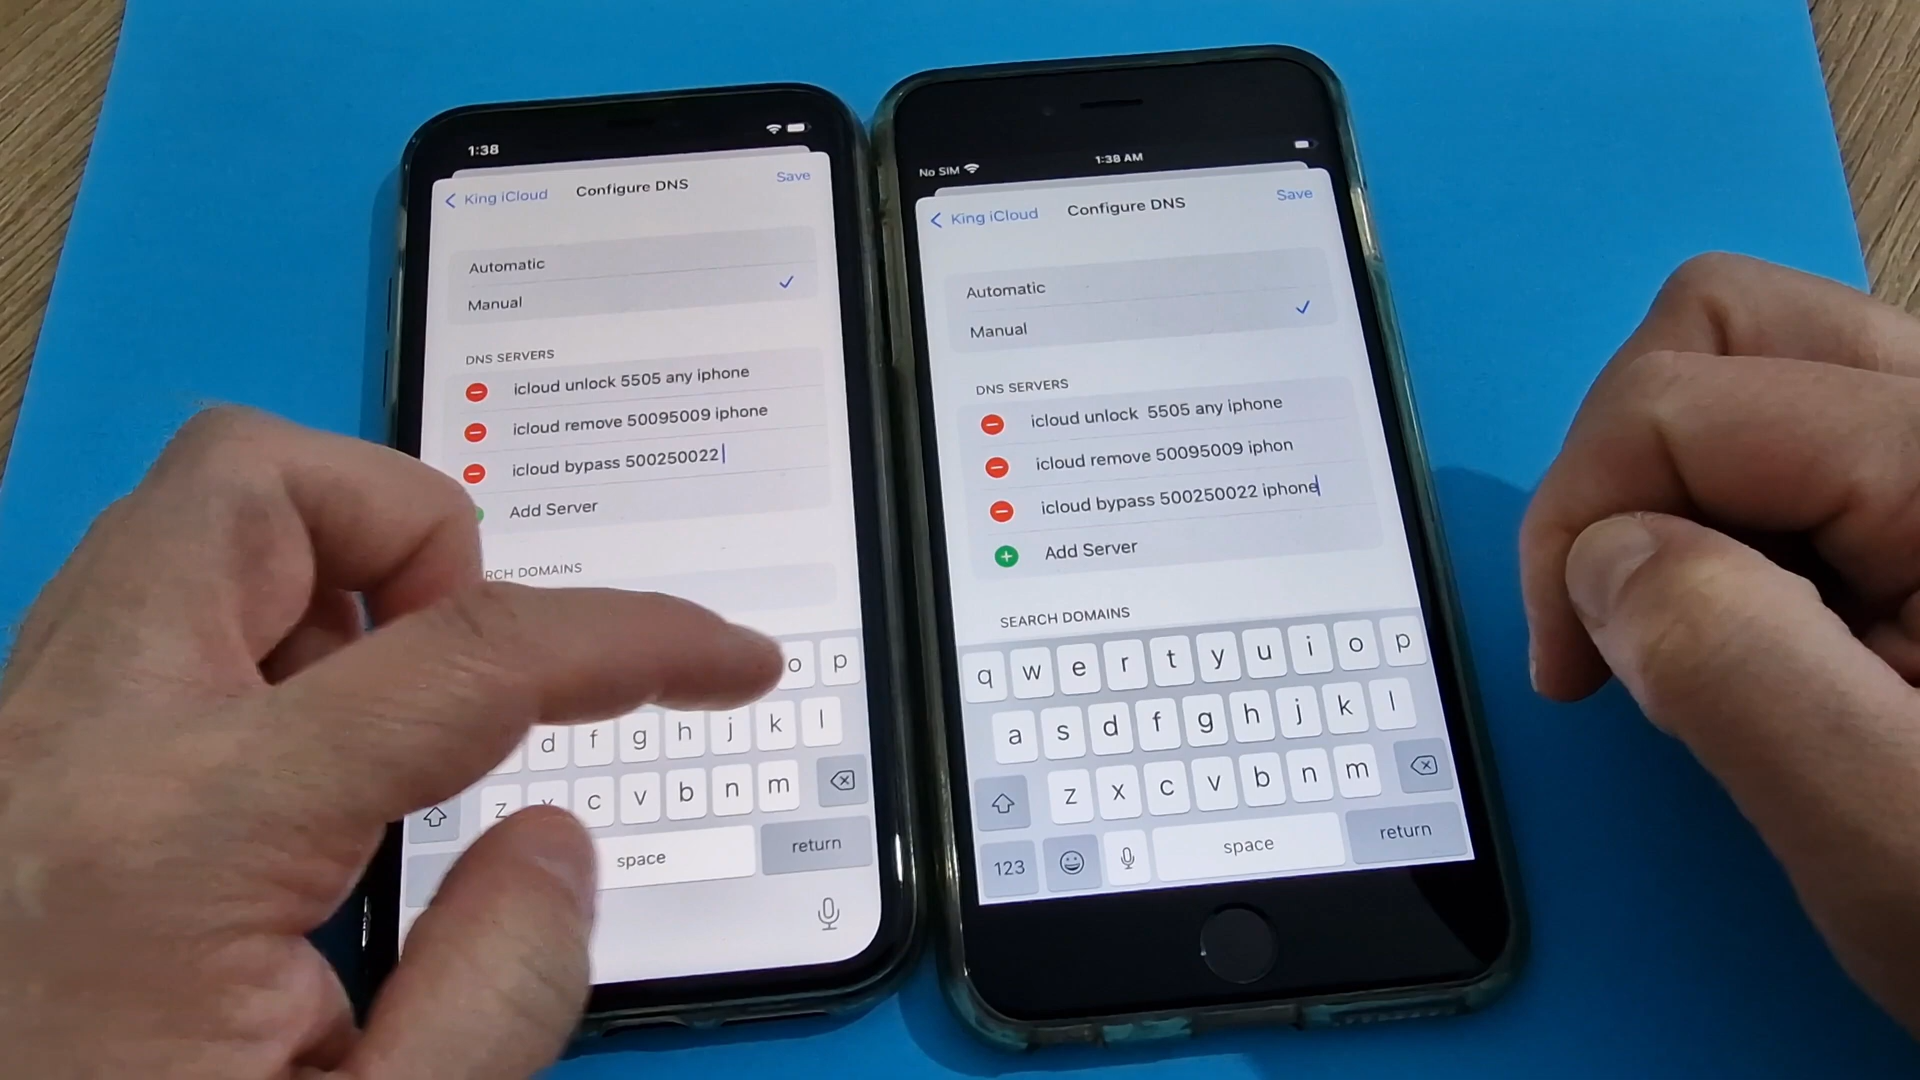 1:38
King iCloud
Configure DNS
Save
Automatic
Manual
DNS SERVERS
icloud unlock 5505 any iphone
icloud remove 50095009 iphone
icloud bypass 500250022
Add Server
RCH DOMAINS
o p
d f g h j k l
z x c v b n m
space
return
No SIM
1:38 AM
King iCloud
Configure DNS
Save
Automatic
Manual
DNS SERVERS
icloud unlock  5505 any iphone
icloud remove 50095009 iphon
icloud bypass 500250022 iphone
Add Server
SEARCH DOMAINS
q w e r t y u i o p
a s d f g h j k l
z x c v b n m
123
space
return